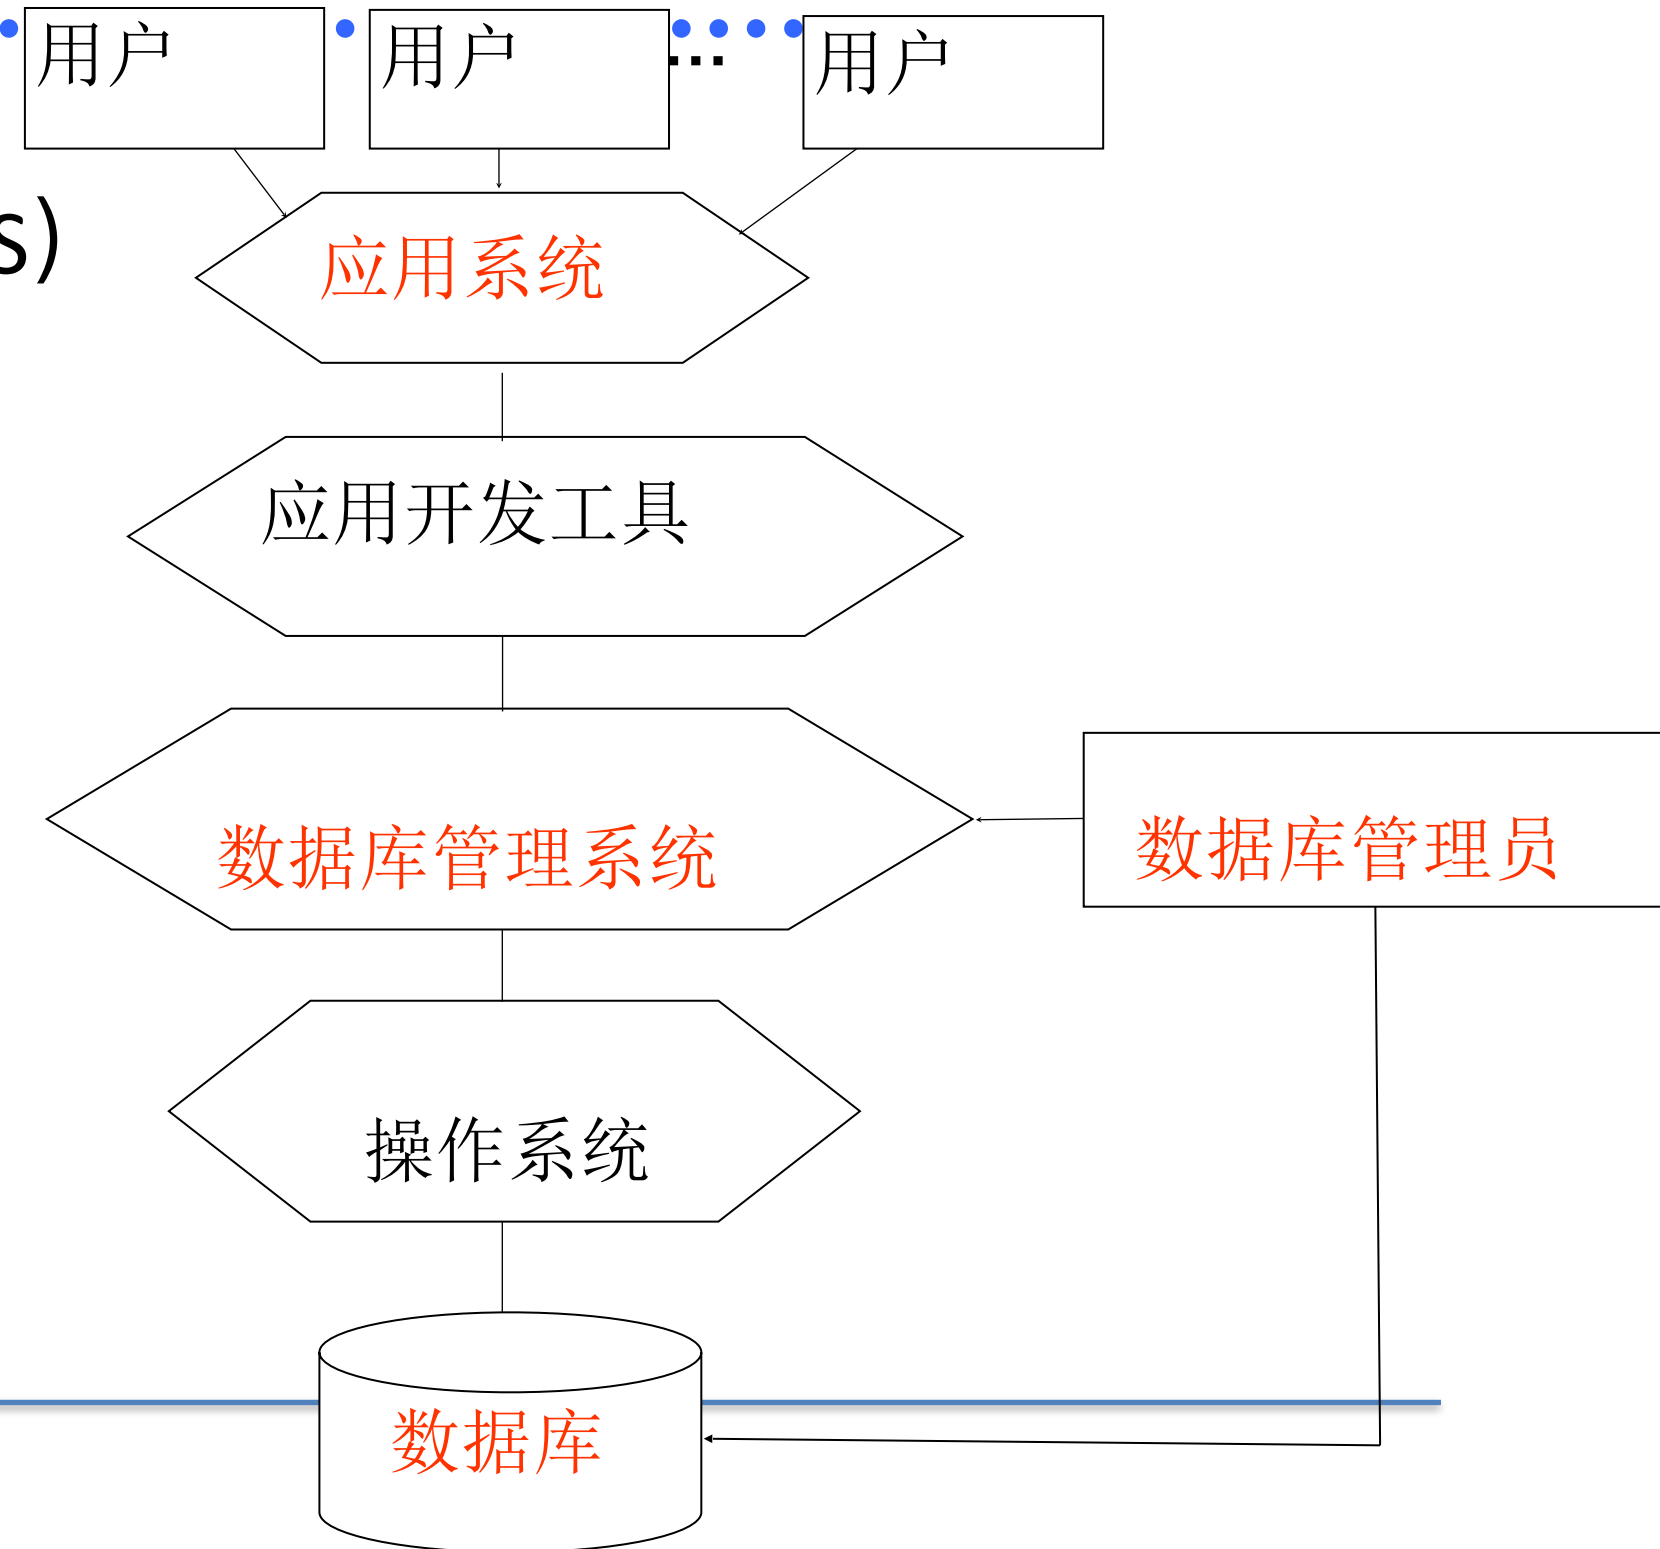 用户
用户
…
用户
s)
应用系统
应用开发工具
数据库管理系统
数据库管理员
操作系统
数据库